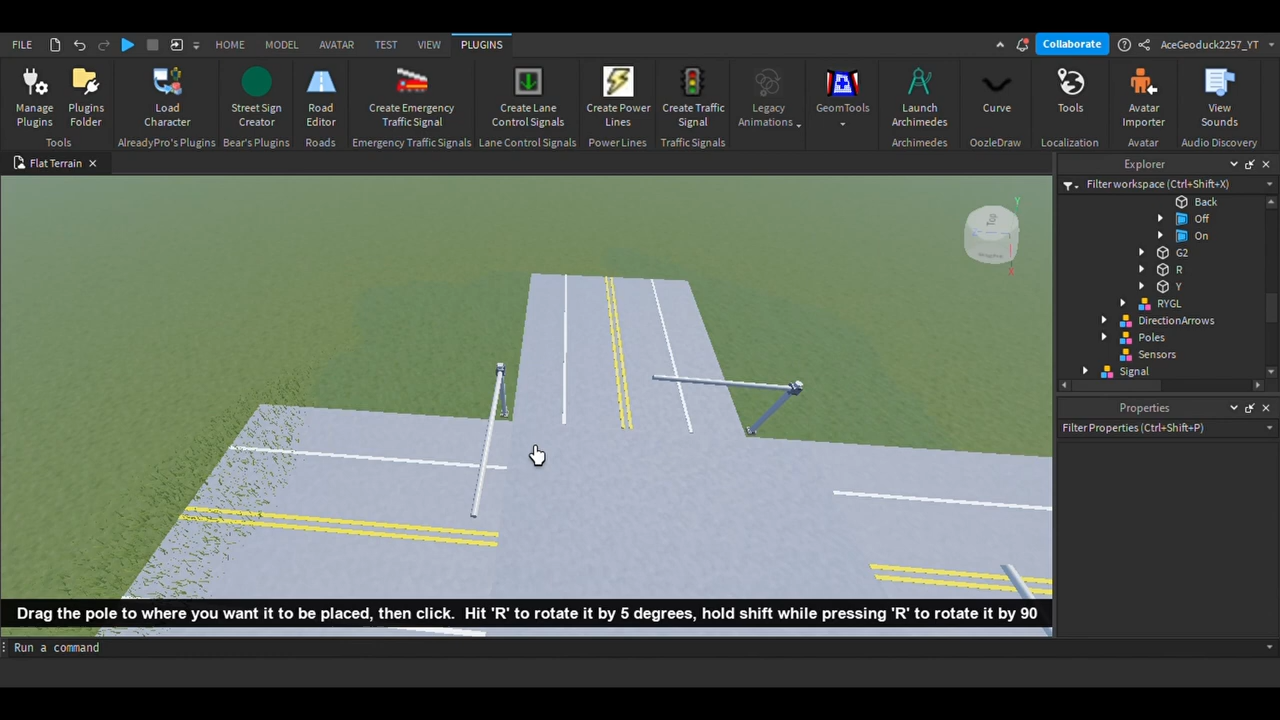 FILE HOME MODEL AVATAR TEST VIEW PLUGINS Collaborate AceGeoduck2257_YT
Manage Plugins
Plugins Folder
Tools
Load Character
AlreadyPro's Plugins
Street Sign Creator
Bear's Plugins
Road Editor
Roads
Create Emergency Traffic Signal
Emergency Traffic Signals
Create Lane Control Signals
Lane Control Signals
Create Power Lines
Power Lines
Create Traffic Signal
Traffic Signals
Legacy Animations
GeomTools
Launch Archimedes
Archimedes
Curve
OozleDraw
Tools
Localization
Avatar Importer
Avatar
View Sounds
Audio Discovery
Flat Terrain
Y
Top
X
Drag the pole to where you want it to be placed, then click. Hit 'R' to rotate it by 5 degrees, hold shift while pressing 'R' to rotate it by 90
Run a command
Explorer
Filter workspace (Ctrl+Shift+X)
Back
Off
On
G2
R
Y
RYGL
DirectionArrows
Poles
Sensors
Signal
Properties
Filter Properties (Ctrl+Shift+P)